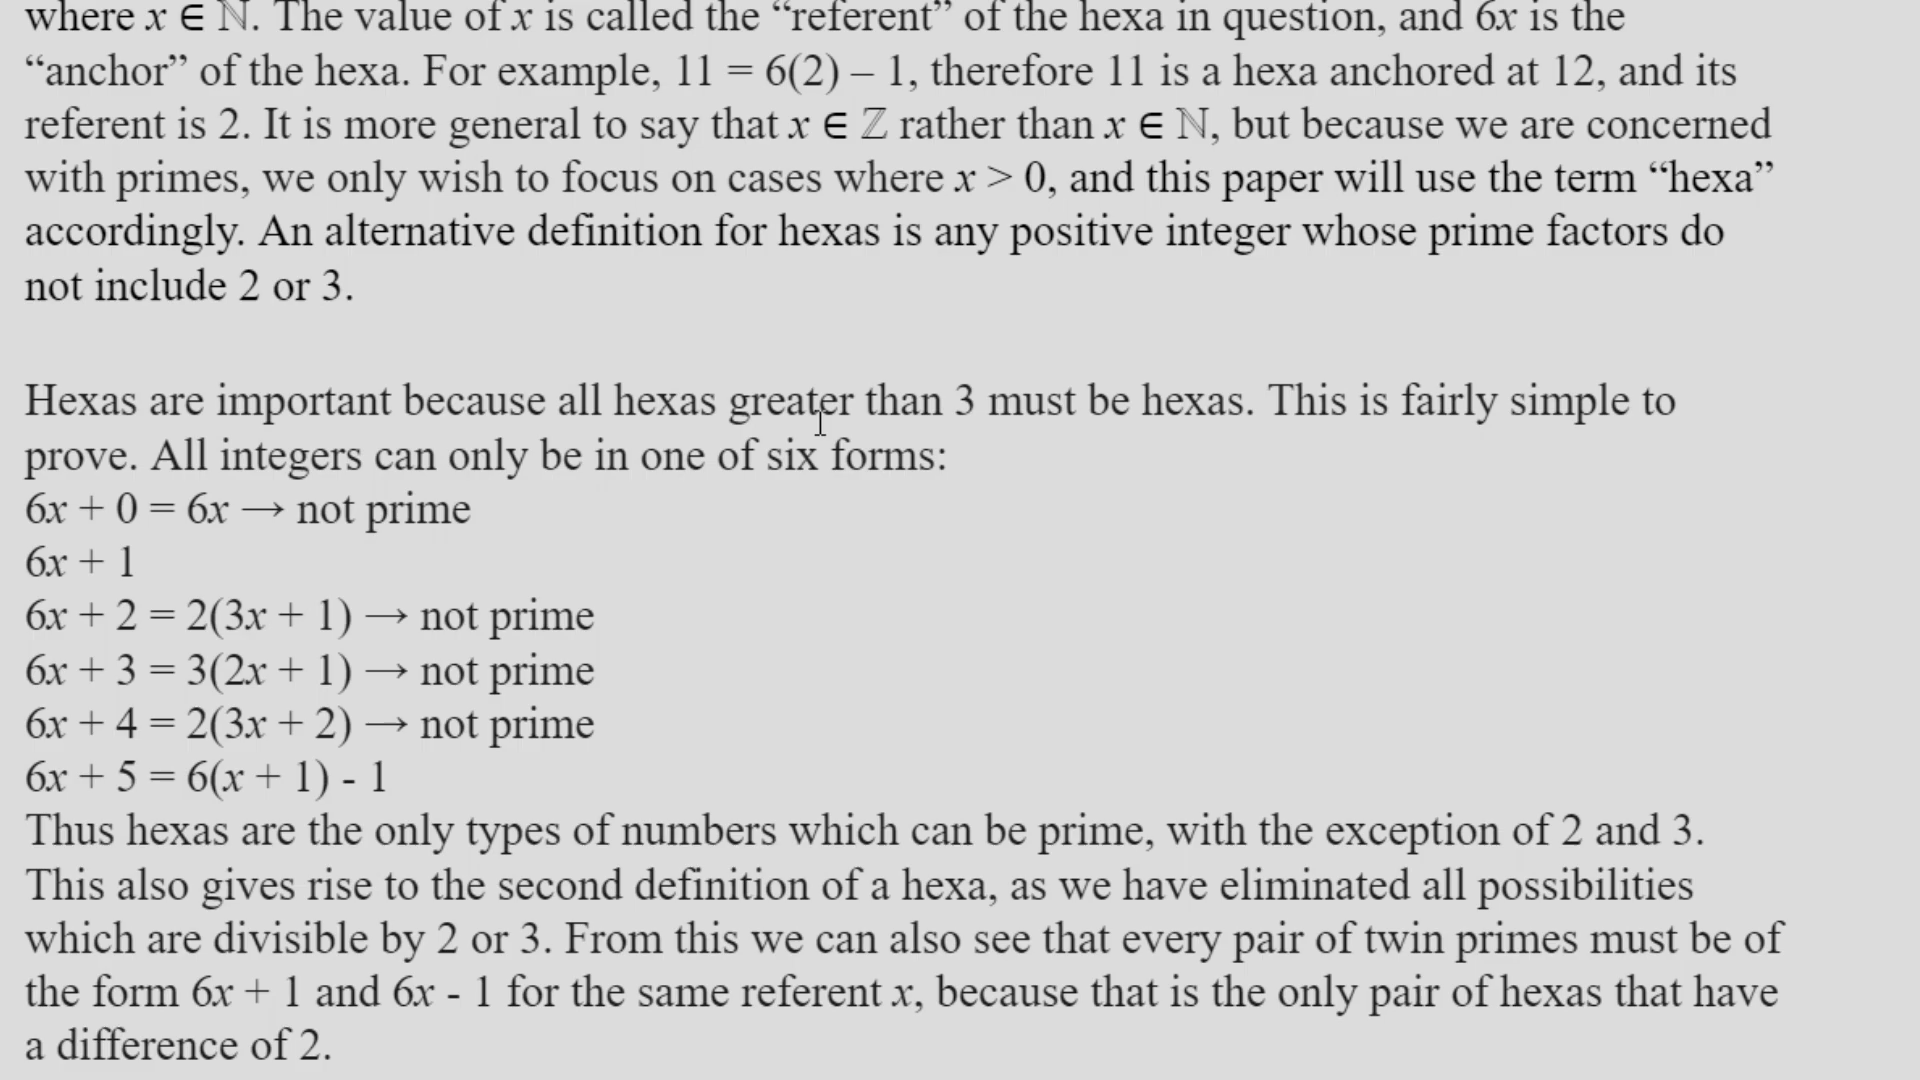 where x ∈ ℕ. The value of x is called the “referent” of the hexa in question, and 6x is the
“anchor” of the hexa. For example, 11 = 6(2) – 1, therefore 11 is a hexa anchored at 12, and its
referent is 2. It is more general to say that x ∈ ℤ rather than x ∈ ℕ, but because we are concerned
with primes, we only wish to focus on cases where x > 0, and this paper will use the term “hexa”
accordingly. An alternative definition for hexas is any positive integer whose prime factors do
not include 2 or 3.
Hexas are important because all hexas greater than 3 must be hexas. This is fairly simple to
prove. All integers can only be in one of six forms:
6x + 0 = 6x → not prime
6x + 1
6x + 2 = 2(3x + 1) → not prime
6x + 3 = 3(2x + 1) → not prime
6x + 4 = 2(3x + 2) → not prime
6x + 5 = 6(x + 1) - 1
Thus hexas are the only types of numbers which can be prime, with the exception of 2 and 3.
This also gives rise to the second definition of a hexa, as we have eliminated all possibilities
which are divisible by 2 or 3. From this we can also see that every pair of twin primes must be of
the form 6x + 1 and 6x - 1 for the same referent x, because that is the only pair of hexas that have
a difference of 2.